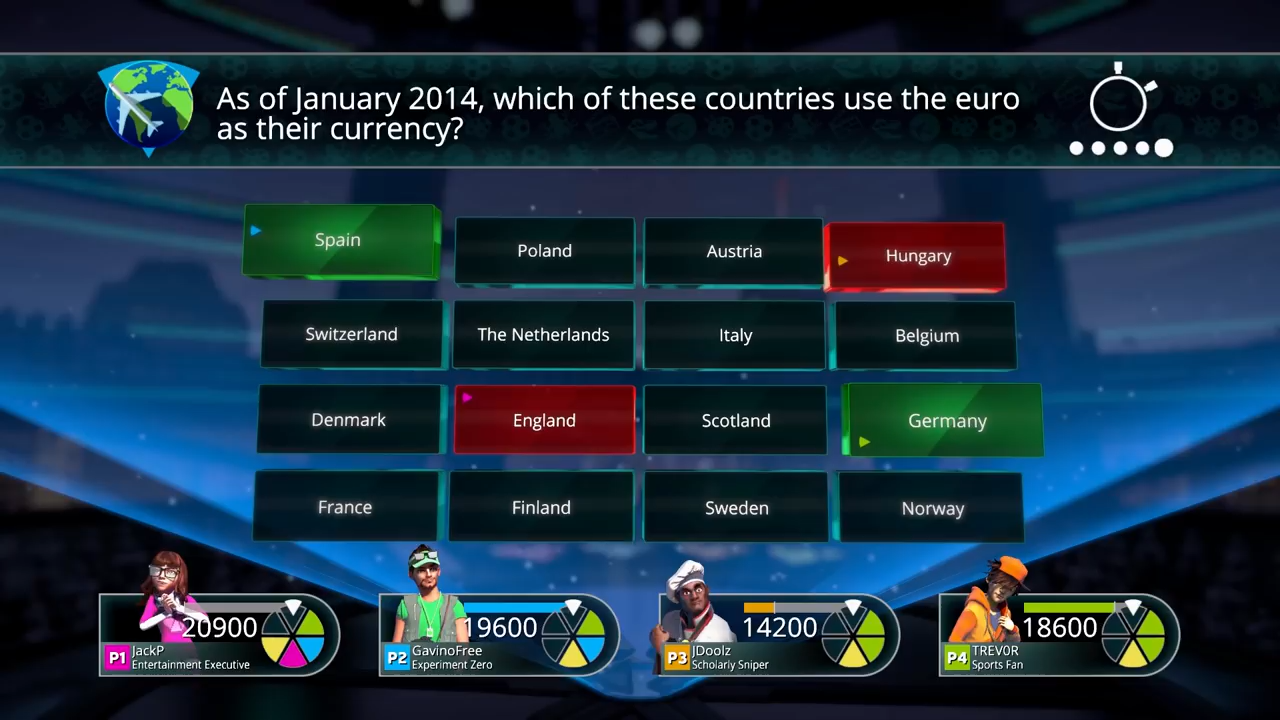 As of January 2014, which of these countries use the euro
as their currency?
Spain
Poland
Austria
Hungary
Switzerland
The Netherlands
Italy
Belgium
Denmark
England
Scotland
Germany
France
Finland
Sweden
Norway
20900
P1
JackP
Entertainment Executive
19600
P2
GavinoFree
Experiment Zero
14200
P3
JDoolz
Scholarly Sniper
18600
P4
TREV0R
Sports Fan